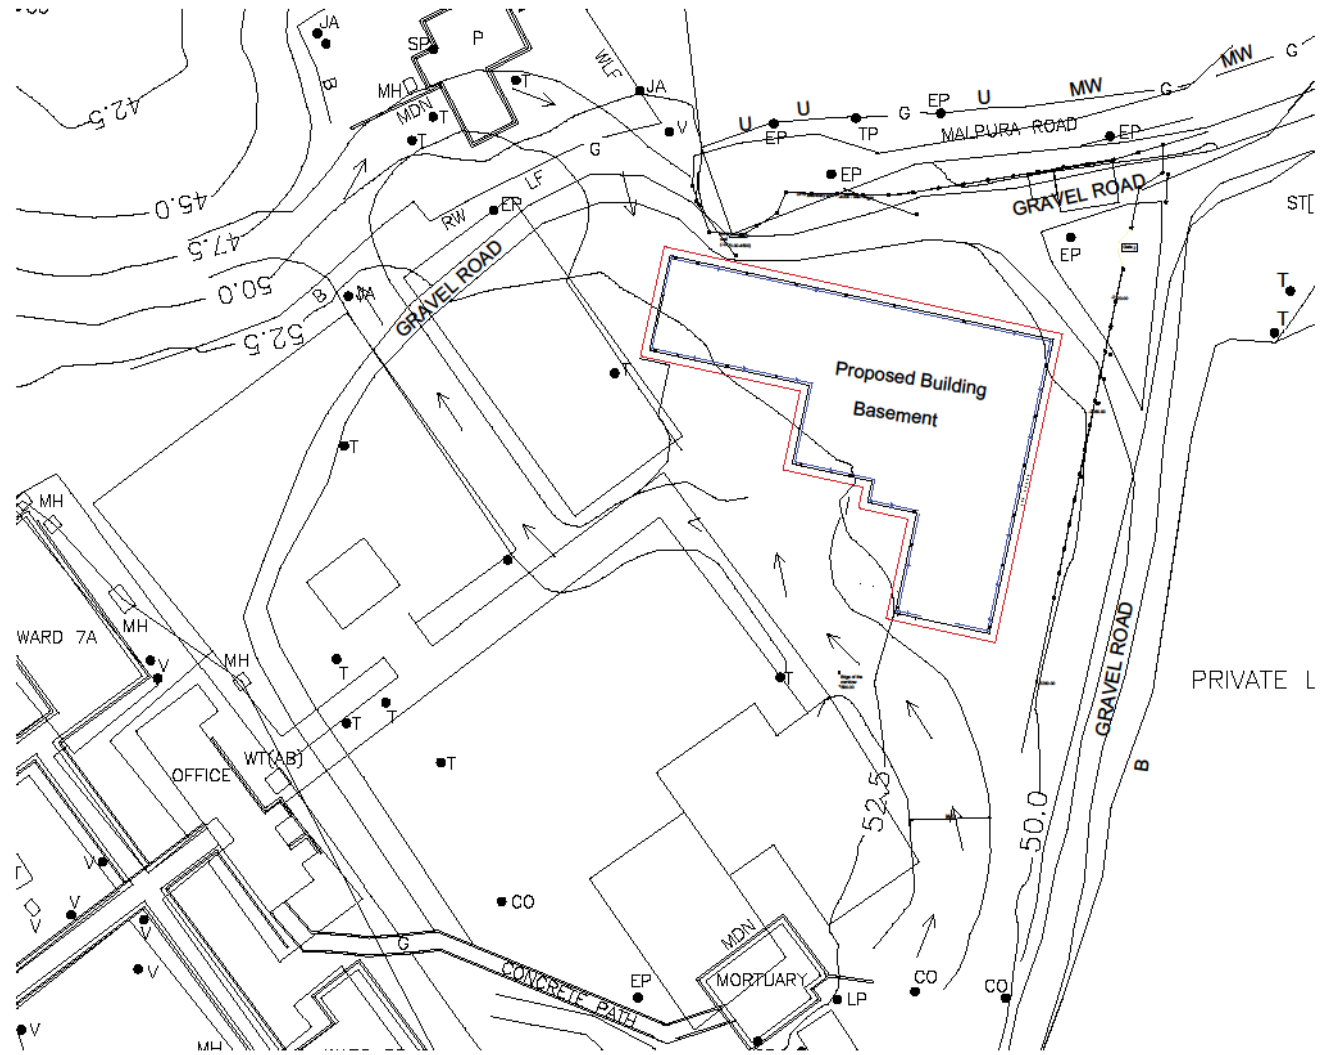 JA
SP
P
WLF
MH
T
MDN
T
T
B
JA
V
G
LF
RW
EP
42.5
45.0
47.5
50.0
52.5
B
JA
GRAVEL ROAD
U
U
G
EP
U
MW
G
MW
G
EP
TP
MALPURA ROAD
EP
EP
GRAVEL ROAD
EP
ST
T
T
Proposed Building
Basement
T
T
MH
MH
WARD 7A
V
MH
T
T
T
T
OFFICE
WT(AB)
T
V
V
V
V
V
V
T
CO
G
CONCRETE PATH
EP
MDN
MORTUARY
LP
CO
CO
52.5
50.0
GRAVEL ROAD
B
PRIVATE L
MH